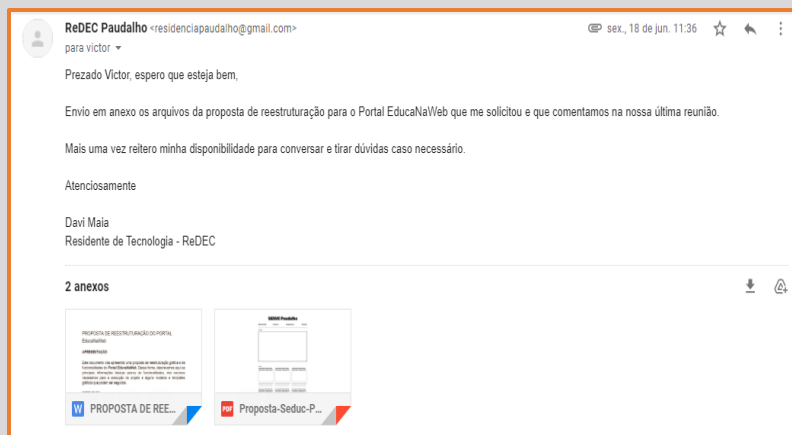 ReDEC Paudalho <residenciapaudalho@gmail.com> sex., 18 de jun. 11:36
para victor
Prezado Victor, espero que esteja bem,
Envio em anexo os arquivos da proposta de reestruturação para o Portal EducaNaWeb que me solicitou e que comentamos na nossa última reunião.
Mais uma vez reitero minha disponibilidade para conversar e tirar dúvidas caso necessário.
Atenciosamente
Davi Maia
Residente de Tecnologia - ReDEC
2 anexos
PROPOSTA DE REESTRUTURAÇÃO DO PORTAL
EducaNaWeb
APRESENTAÇÃO
SEDUC Paudalho
W PROPOSTA DE REE...
PDF Proposta-Seduc-P...